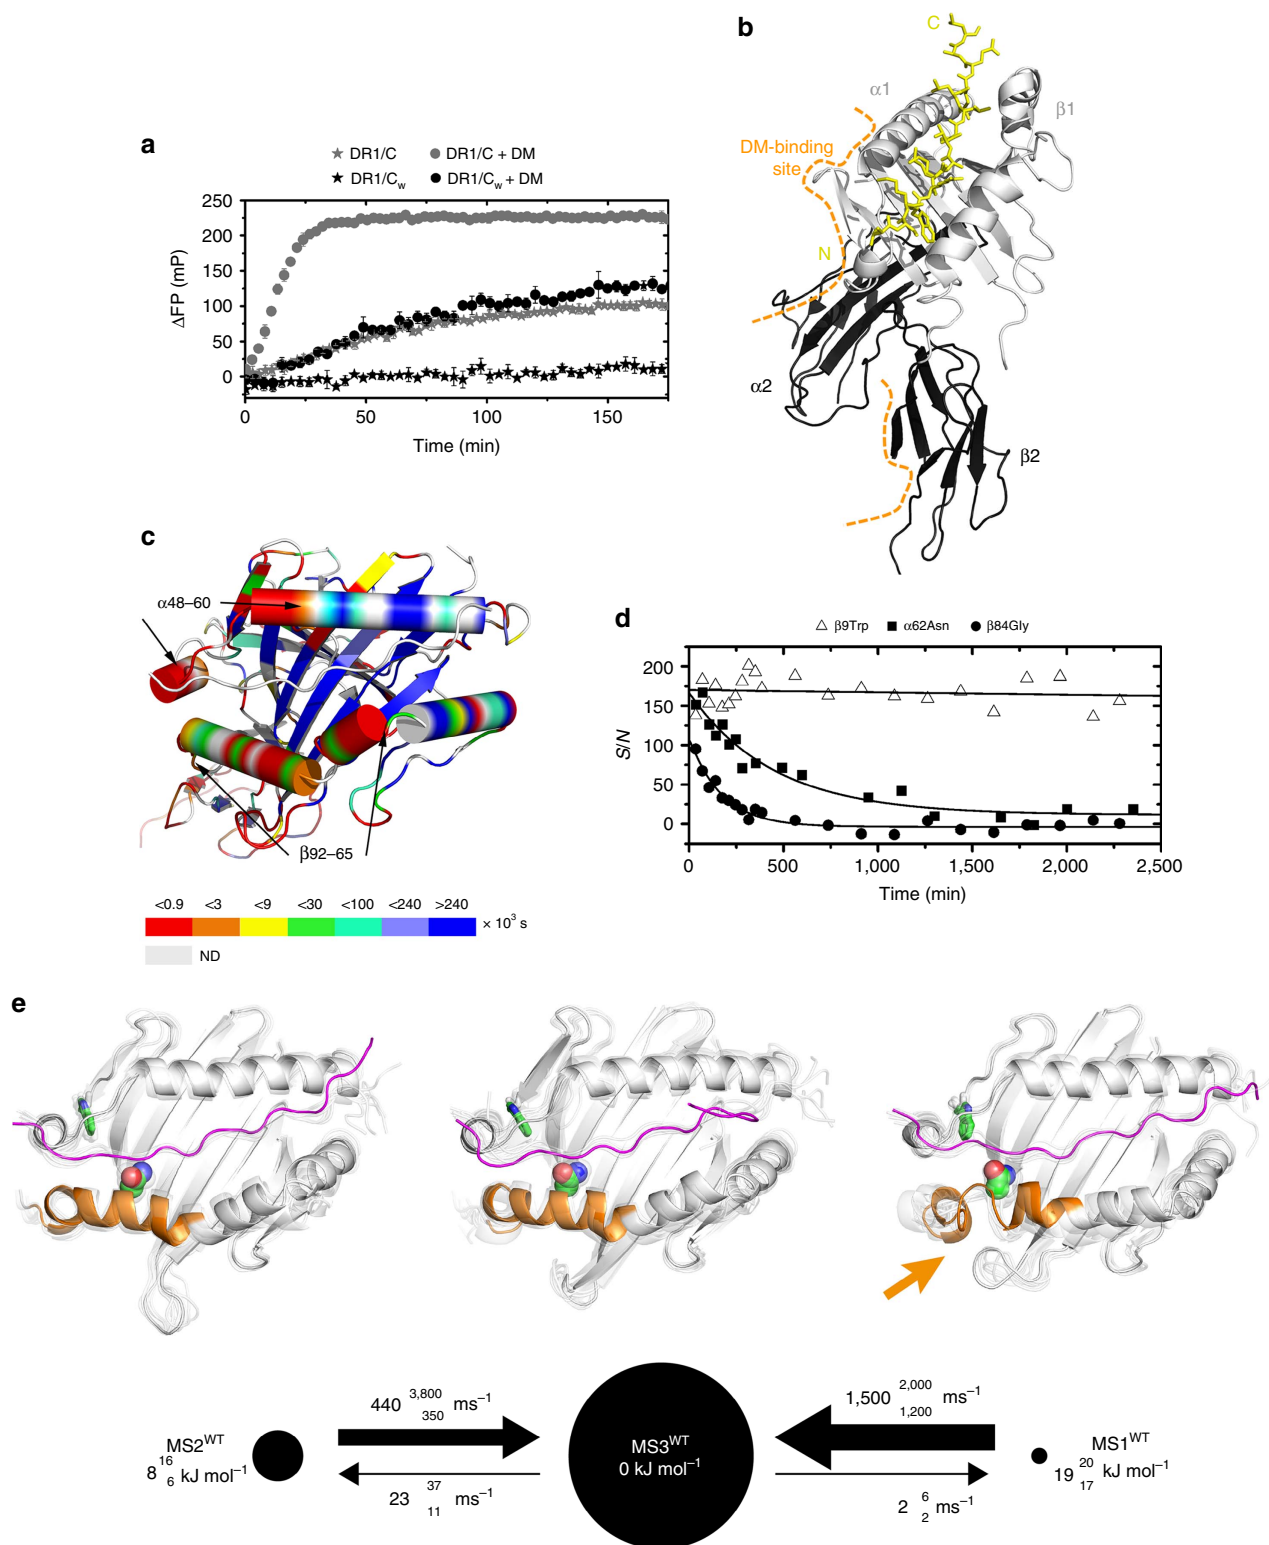 a
DR1/C
DR1/C + DM
DR1/Cw
DR1/Cw + DM
250
200
150
100
50
0
ΔFP (mP)
0
50
100
150
Time (min)
b
C
α1
β1
DM-binding
site
N
α2
β2
c
α48–60
β92–65
<0.9
<3
<9
<30
<100
<240
>240
× 10³ s
ND
d
β9Trp
α62Asn
β84Gly
200
150
100
50
0
S/N
0
500
1,000
1,500
2,000
2,500
Time (min)
e
440 3,800 350 ms⁻¹
1,500 2,000 1,200 ms⁻¹
MS2ᵂᵀ
8 16 6 kJ mol⁻¹
MS3ᵂᵀ
0 kJ mol⁻¹
MS1ᵂᵀ
19 20 17 kJ mol⁻¹
23 37 11 ms⁻¹
2 6 2 ms⁻¹